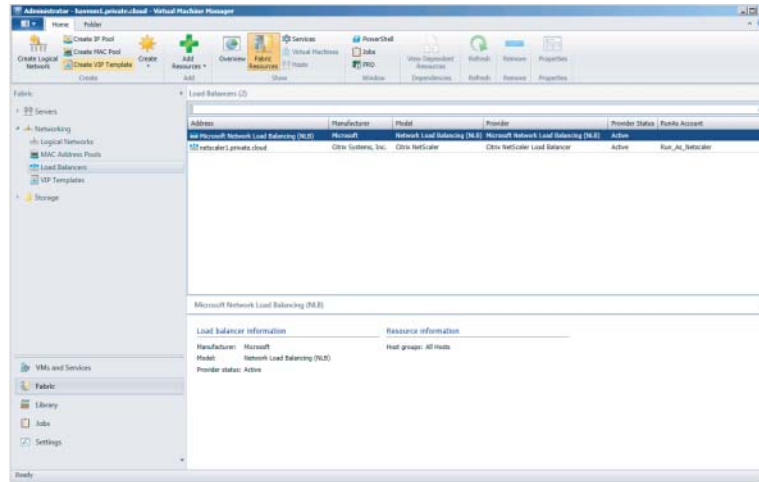 Administrator - havmm1.private.cloud - Virtual Machine Manager
Home Folder
Create Logical Network
Create IP Pool
Create MAC Pool
Create VIP Template
Create
Create
Add Resources
Add
Overview
Fabric Resources
Services
Virtual Machines
Hosts
Show
PowerShell
Jobs
PRO
Window
View Dependent Resources
Dependencies
Refresh
Refresh
Remove
Remove
Properties
Properties
Fabric
Servers
Networking
Logical Networks
MAC Address Pools
Load Balancers
VIP Templates
Storage
VMs and Services
Fabric
Library
Jobs
Settings
Load Balancers (2)
Address Manufacturer Model Provider Provider Status RunAs Account
Microsoft Network Load Balancing (NLB) Microsoft Network Load Balancing (NLB) Microsoft Network Load Balancing (NLB) Active
netscaler1.private.cloud Citrix Systems, Inc. Citrix NetScaler Citrix NetScaler Load Balancer Active Run_As_Netscaler
Microsoft Network Load Balancing (NLB)
Load balancer information
Manufacturer: Microsoft
Model: Network Load Balancing (NLB)
Provider status: Active
Resource information
Host groups: All Hosts
Ready